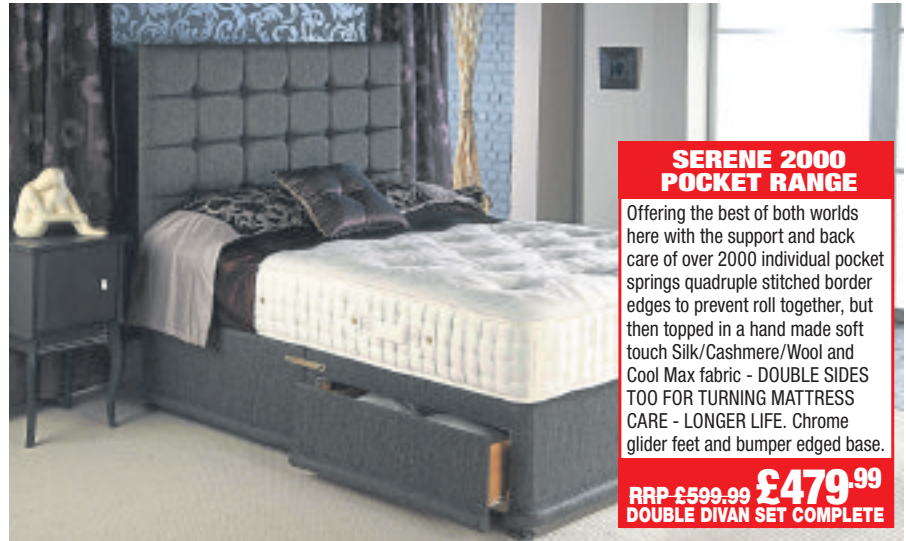 SERENE 2000
POCKET RANGE
Offering the best of both worlds
here with the support and back
care of over 2000 individual pocket
springs quadruple stitched border
edges to prevent roll together, but
then topped in a hand made soft
touch Silk/Cashmere/Wool and
Cool Max fabric - DOUBLE SIDES
TOO FOR TURNING MATTRESS
CARE - LONGER LIFE. Chrome
glider feet and bumper edged base.
RRP £599.99 £479.99
DOUBLE DIVAN SET COMPLETE